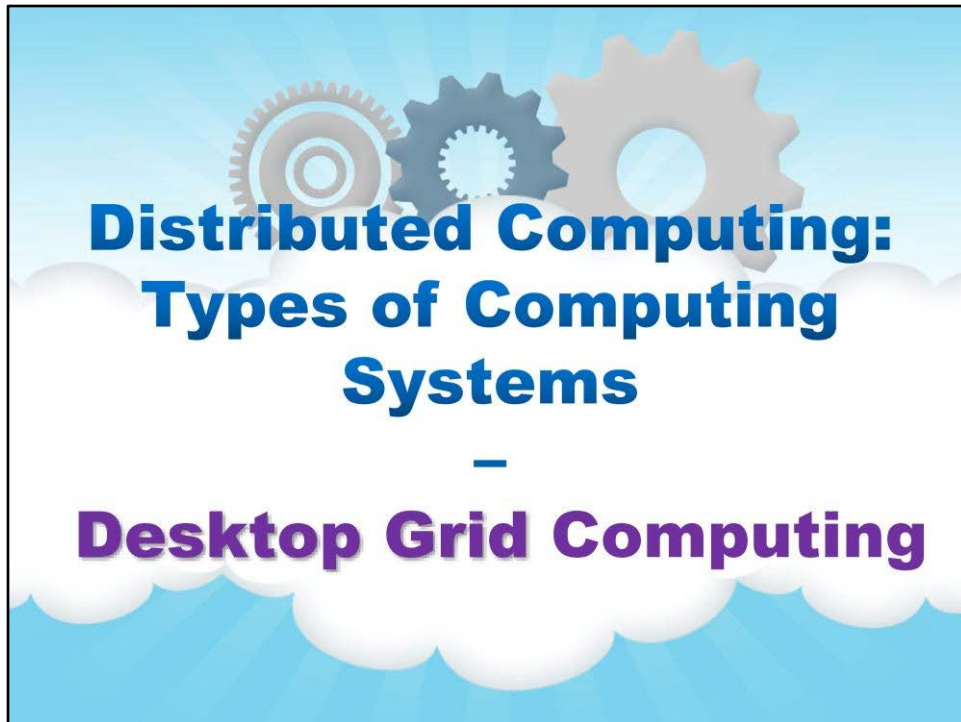 Distributed Computing:
Types of Computing
Systems
–
Desktop Grid Computing